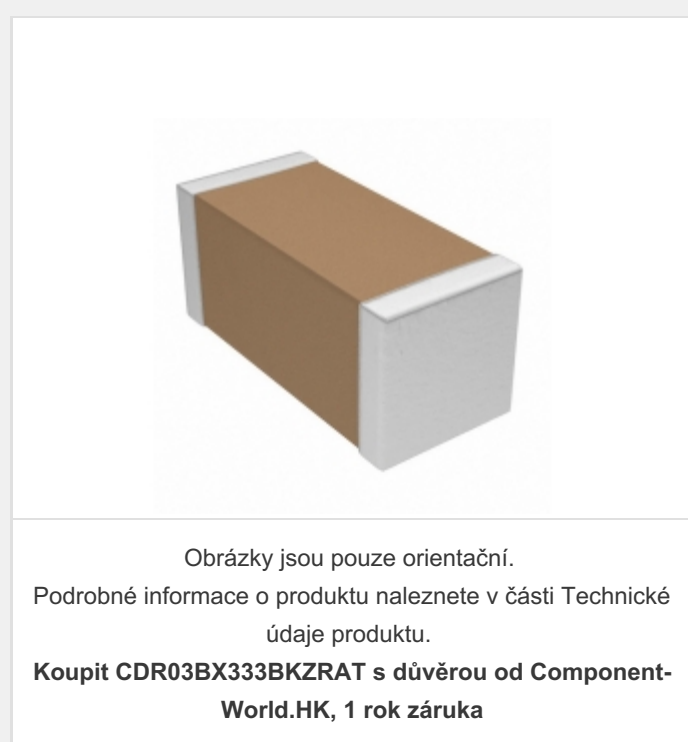 Obrázky jsou pouze orientační.
Podrobné informace o produktu naleznete v části Technické
údaje produktu.
Koupit CDR03BX333BKZRAT s důvěrou od Component-
World.HK, 1 rok záruka